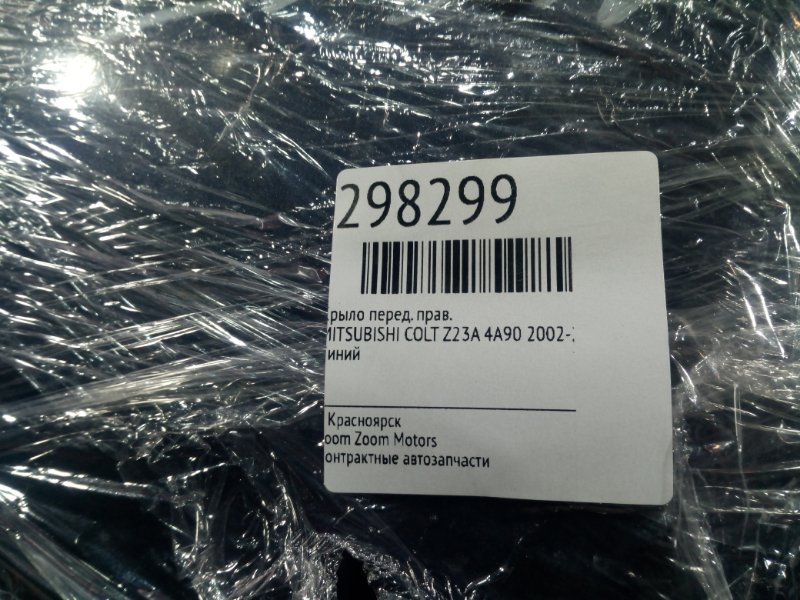 298299
рыло перед. прав.
MITSUBISHI COLT Z23A 4A90 2002-
иний
Красноярск
oom Zoom Motors
онтрактные автозапчасти